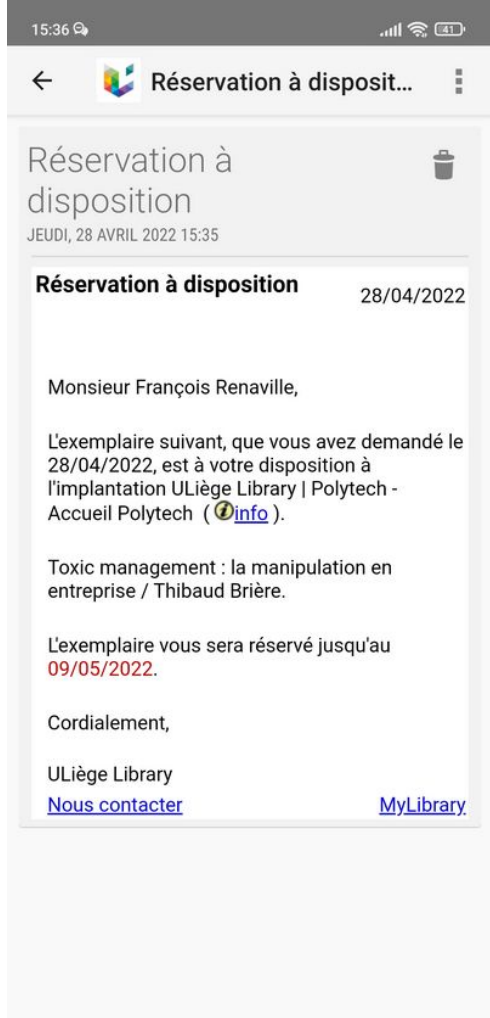 15:36
41
Réservation à disposit...
Réservation à
disposition
JEUDI, 28 AVRIL 2022 15:35
Réservation à disposition
28/04/2022
Monsieur François Renaville,
L'exemplaire suivant, que vous avez demandé le
28/04/2022, est à votre disposition à
l'implantation ULiège Library | Polytech -
Accueil Polytech ( info ).
Toxic management : la manipulation en
entreprise / Thibaud Brière.
L'exemplaire vous sera réservé jusqu'au
09/05/2022.
Cordialement,
ULiège Library
Nous contacter
MyLibrary